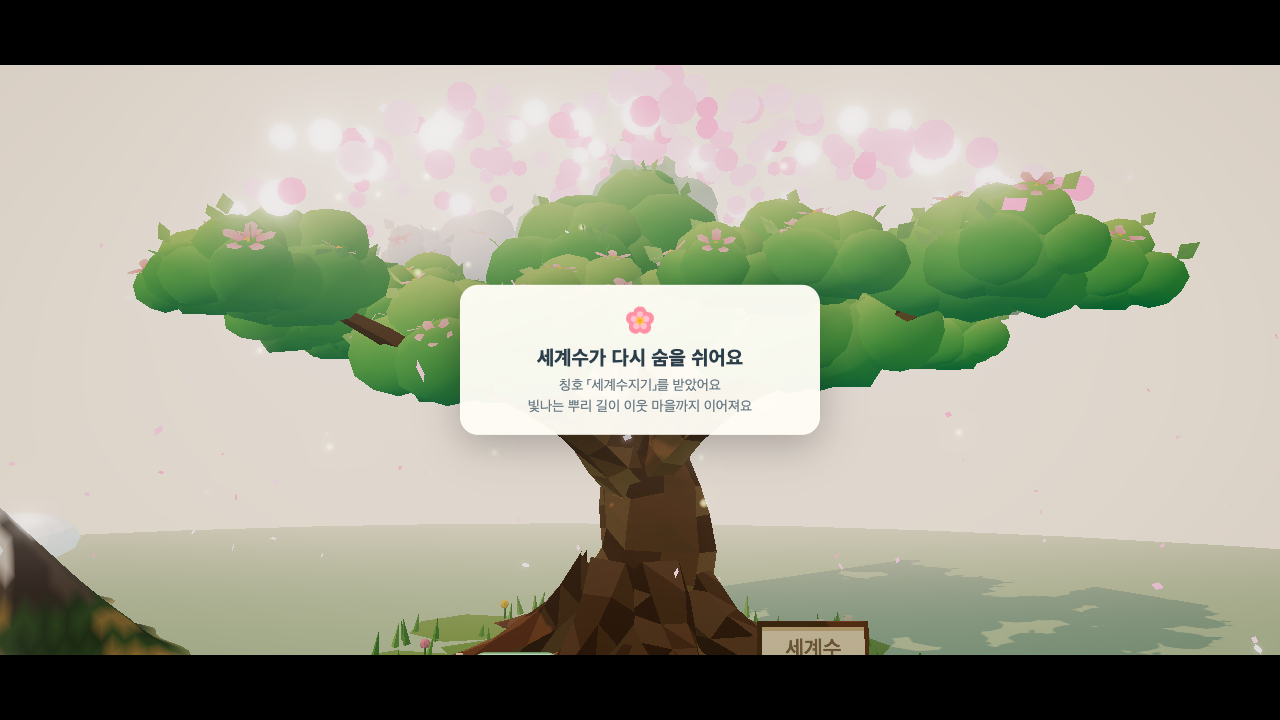 세계수가 다시 숨을 쉬어요
칭호 「세계수지기」를 받았어요
빛나는 뿌리 길이 이웃 마을까지 이어져요
세계수